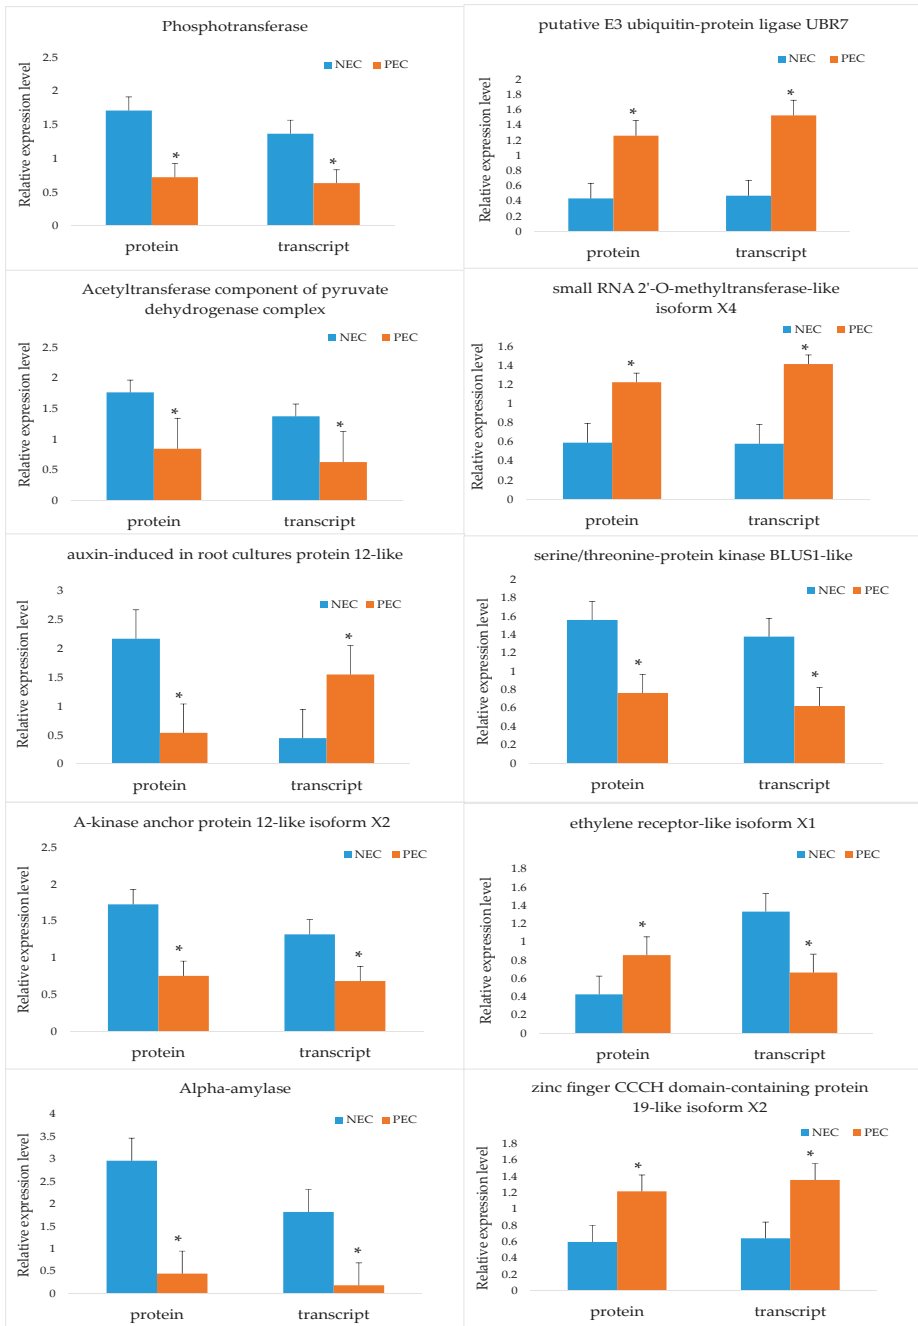 Phosphotransferase
Relative expression level
NEC PEC
2.5
2
1.5
1
0.5
0
*
*
protein transcript
putative E3 ubiquitin-protein ligase UBR7
Relative expression level
NEC PEC
2
1.8
1.6
1.4
1.2
1
0.8
0.6
0.4
0.2
0
*
*
protein transcript
Acetyltransferase component of pyruvate
dehydrogenase complex
Relative expression level
NEC PEC
2.5
2
1.5
1
0.5
0
*
*
protein transcript
small RNA 2'-O-methyltransferase-like
isoform X4
Relative expression level
NEC PEC
1.6
1.4
1.2
1
0.8
0.6
0.4
0.2
0
*
*
protein transcript
auxin-induced in root cultures protein 12-like
Relative expression level
NEC PEC
3
2.5
2
1.5
1
0.5
0
*
*
protein transcript
serine/threonine-protein kinase BLUS1-like
Relative expression level
NEC PEC
2
1.8
1.6
1.4
1.2
1
0.8
0.6
0.4
0.2
0
*
*
protein transcript
A-kinase anchor protein 12-like isoform X2
Relative expression level
NEC PEC
2.5
2
1.5
1
0.5
0
*
*
protein transcript
ethylene receptor-like isoform X1
Relative expression level
NEC PEC
1.8
1.6
1.4
1.2
1
0.8
0.6
0.4
0.2
0
*
*
protein transcript
Alpha-amylase
Relative expression level
NEC PEC
4
3.5
3
2.5
2
1.5
1
0.5
0
*
*
protein transcript
zinc finger CCCH domain-containing protein
19-like isoform X2
Relative expression level
NEC PEC
1.8
1.6
1.4
1.2
1
0.8
0.6
0.4
0.2
0
*
*
protein transcript